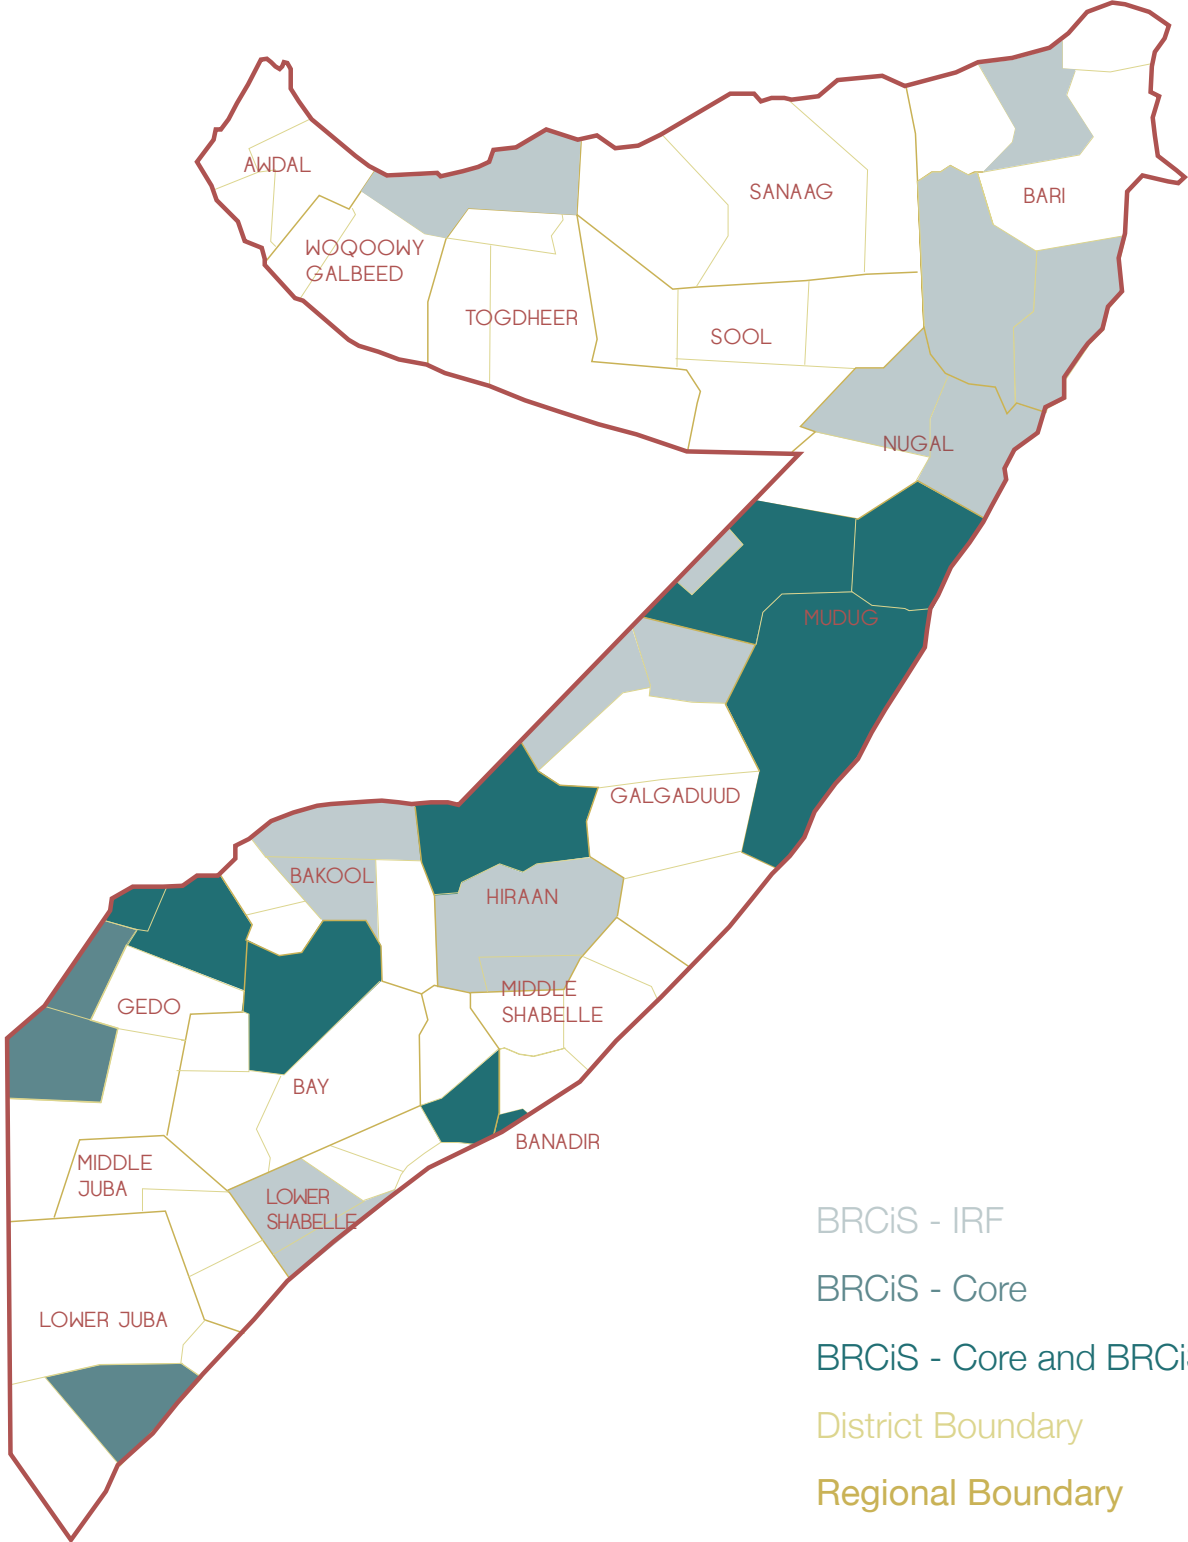 AWDAL
SANAAG
BARI
WOQOOWY
GALBEED
TOGDHEER
SOOL
NUGAL
MUDUG
GALGADUUD
BAKOOL
HIRAAN
GEDO
MIDDLE
SHABELLE
BAY
BANADIR
MIDDLE
JUBA
LOWER
SHABELLE
LOWER JUBA
BRCiS - IRF
BRCiS - Core
BRCiS - Core and BRCi
District Boundary
Regional Boundary